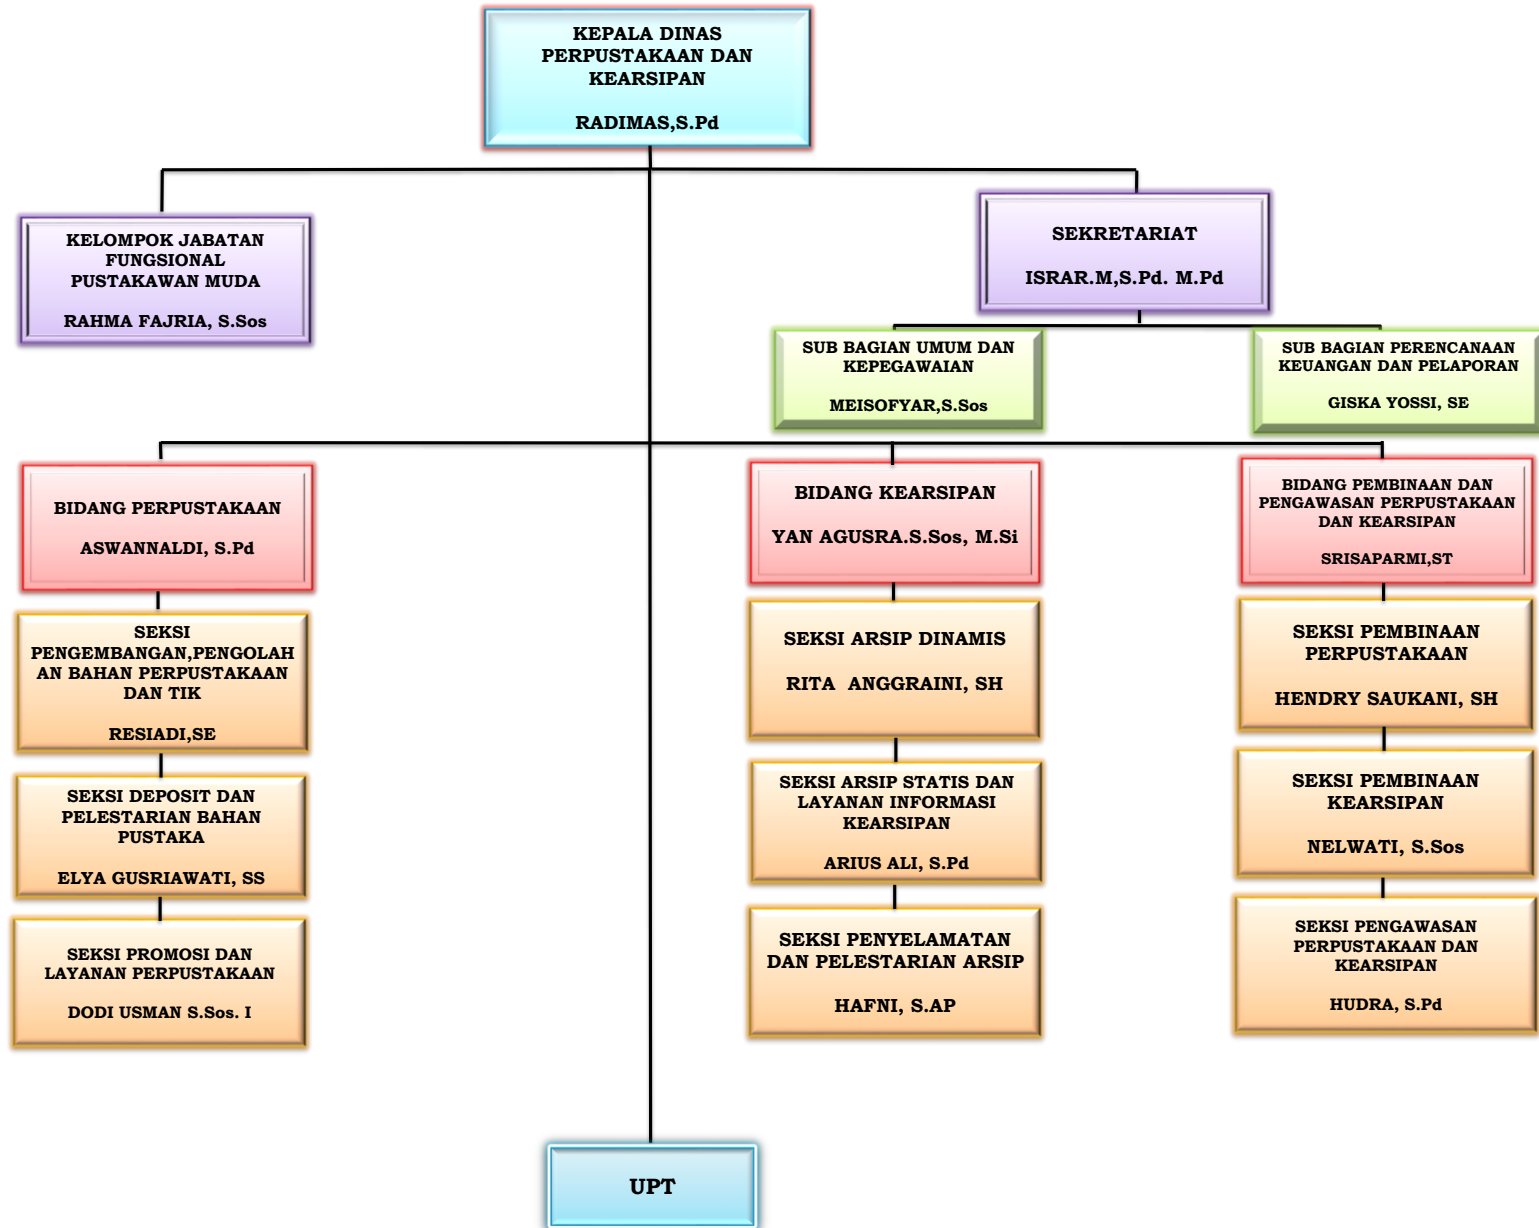 KEPALA DINAS
PERPUSTAKAAN DAN
KEARSIPAN
RADIMAS,S.Pd
KELOMPOK JABATAN
FUNGSIONAL
PUSTAKAWAN MUDA
RAHMA FAJRIA, S.Sos
SEKRETARIAT
ISRAR.M,S.Pd. M.Pd
SUB BAGIAN UMUM DAN
KEPEGAWAIAN
MEISOFYAR,S.Sos
SUB BAGIAN PERENCANAAN
KEUANGAN DAN PELAPORAN
GISKA YOSSI, SE
BIDANG PERPUSTAKAAN
ASWANNALDI, S.Pd
BIDANG KEARSIPAN
YAN AGUSRA.S.Sos, M.Si
BIDANG PEMBINAAN DAN
PENGAWASAN PERPUSTAKAAN
DAN KEARSIPAN
SRISAPARMI,ST
SEKSI
PENGEMBANGAN,PENGOLAH
AN BAHAN PERPUSTAKAAN
DAN TIK
RESIADI,SE
SEKSI ARSIP DINAMIS
RITA  ANGGRAINI, SH
SEKSI PEMBINAAN
PERPUSTAKAAN
HENDRY SAUKANI, SH
SEKSI DEPOSIT DAN
PELESTARIAN BAHAN
PUSTAKA
ELYA GUSRIAWATI, SS
SEKSI ARSIP STATIS DAN
LAYANAN INFORMASI
KEARSIPAN
ARIUS ALI, S.Pd
SEKSI PEMBINAAN
KEARSIPAN
NELWATI, S.Sos
SEKSI PROMOSI DAN
LAYANAN PERPUSTAKAAN
DODI USMAN S.Sos. I
SEKSI PENYELAMATAN
DAN PELESTARIAN ARSIP
HAFNI, S.AP
SEKSI PENGAWASAN
PERPUSTAKAAN DAN
KEARSIPAN
HUDRA, S.Pd
UPT